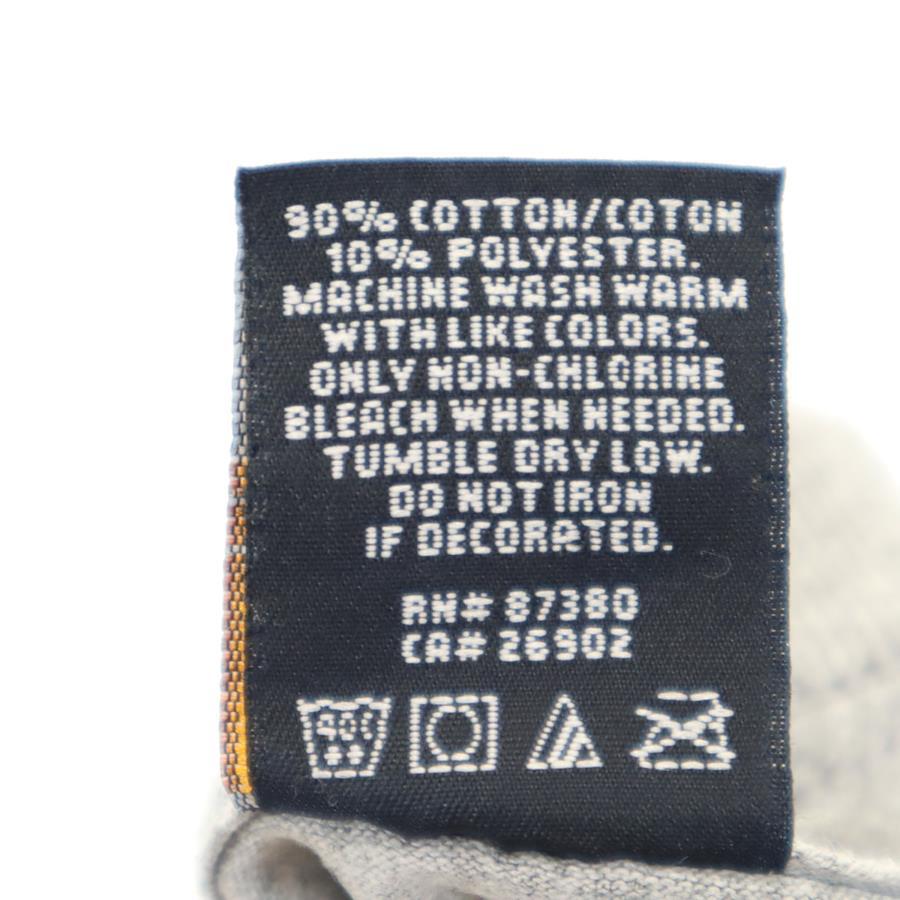 90% COTTON/COTON
10% POLYESTER.
MACHINE WASH WARM
WITH LIKE COLORS.
ONLY NON-CHLORINE
BLEACH WHEN NEEDED.
TUMBLE DRY LOW.
DO NOT IRON
IF DECORATED.
RN# 87380
CA# 26902
40C